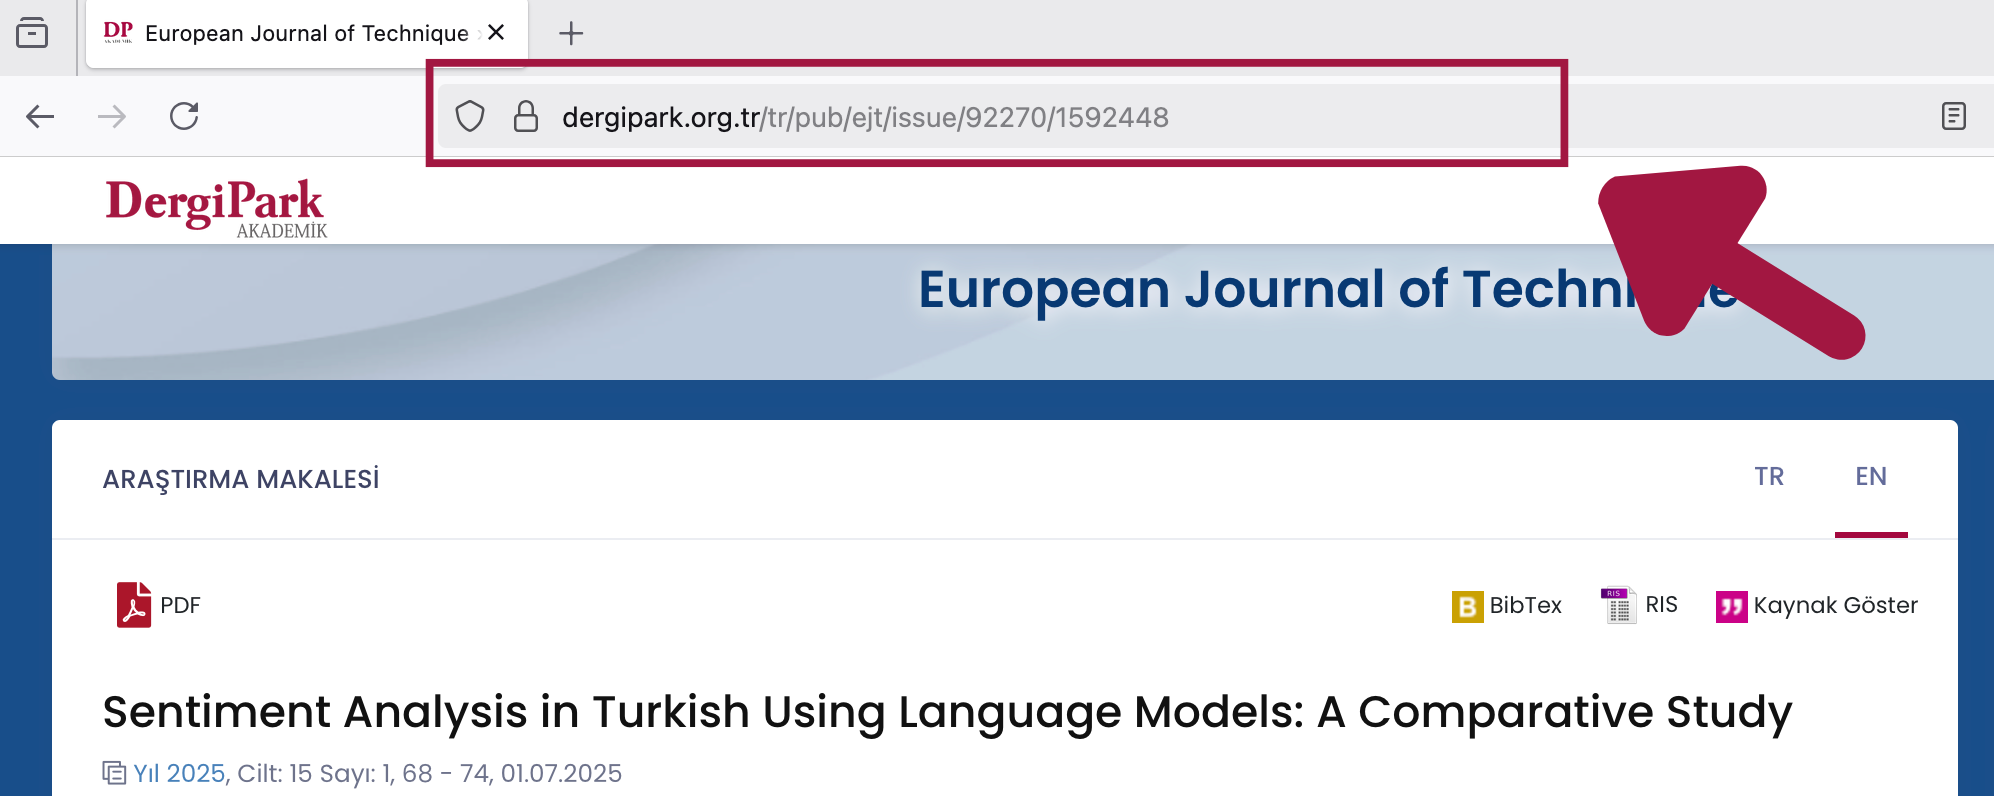 DP European Journal of Technique
dergipark.org.tr/tr/pub/ejt/issue/92270/1592448
DergiPark
AKADEMİK
European Journal of Techni e
ARAŞTIRMA MAKALESİ
TR EN
PDF
BibTex RIS Kaynak Göster
Sentiment Analysis in Turkish Using Language Models: A Comparative Study
Yıl 2025, Cilt: 15 Sayı: 1, 68 - 74, 01.07.2025